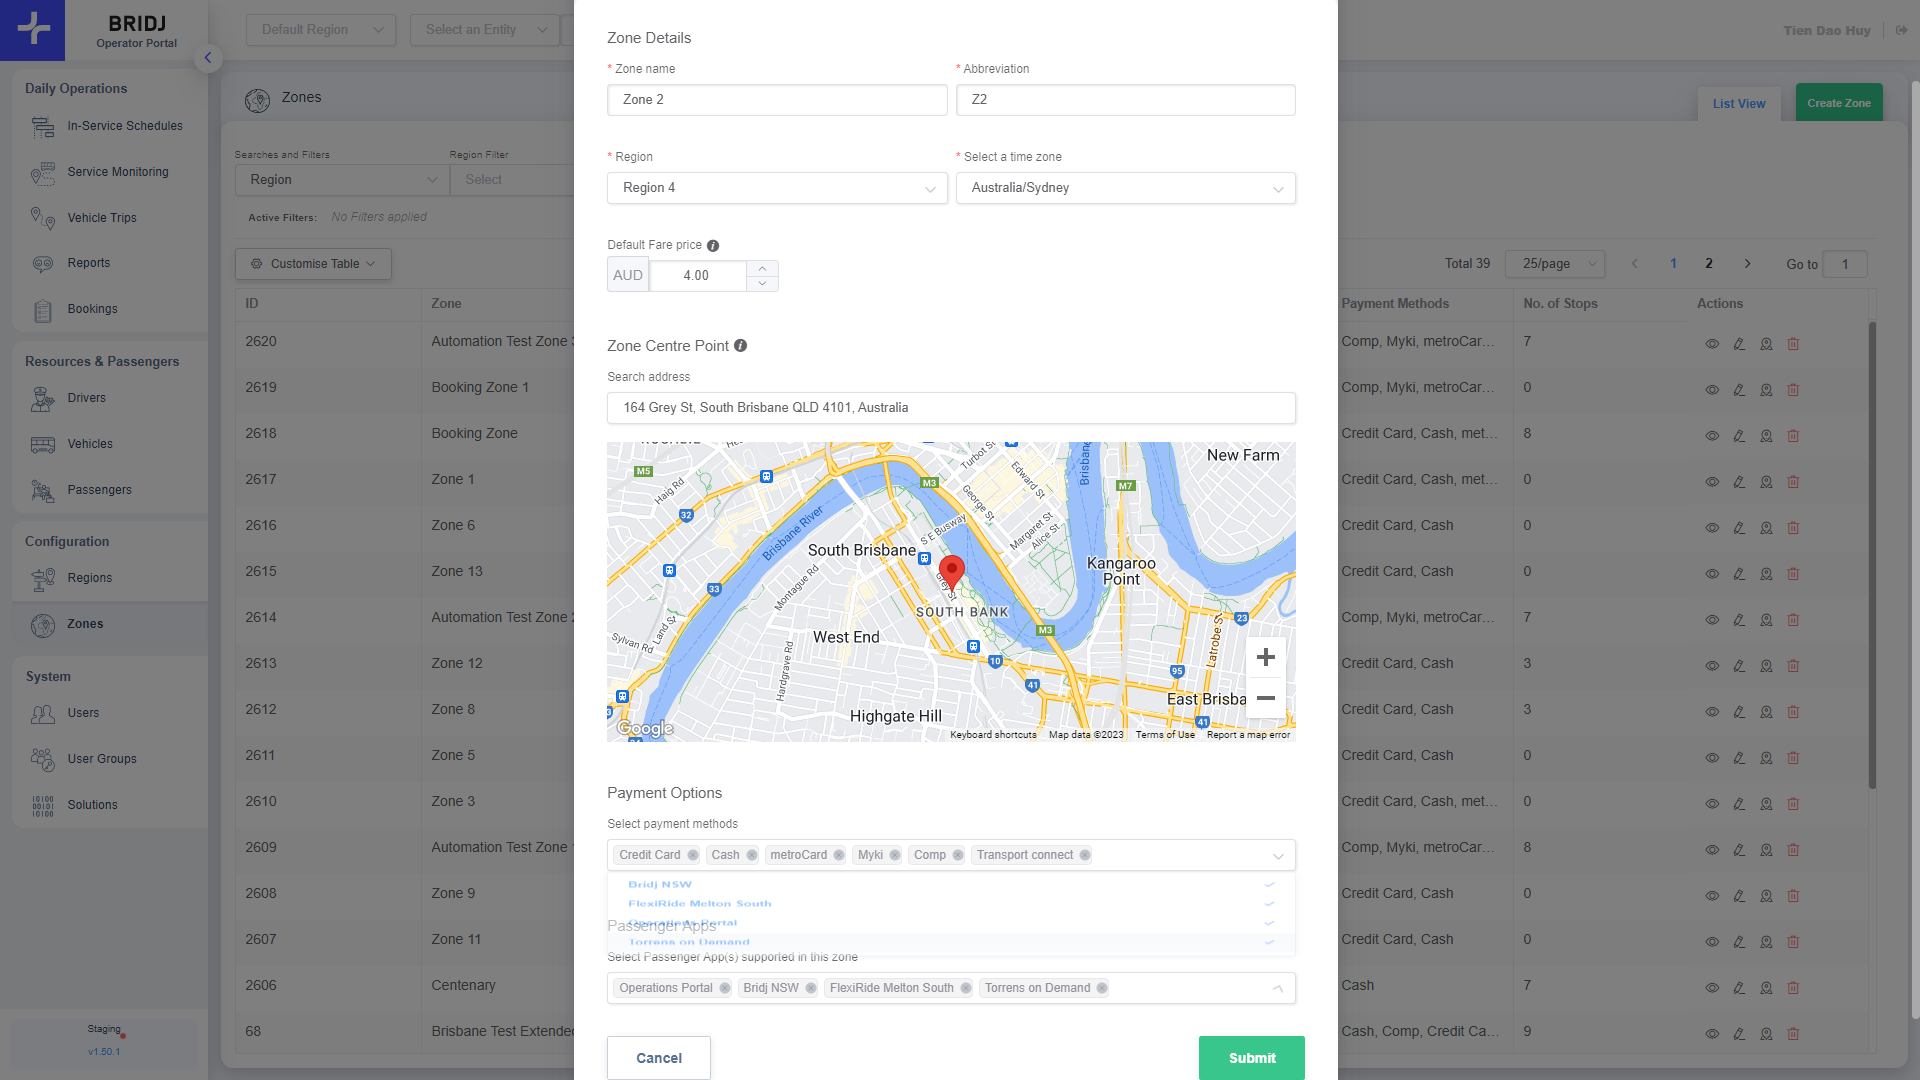 BRIDJ
Operator Portal
Default Region
Select an Entity
Tien Dao Huy
Daily Operations
In-Service Schedules
Service Monitoring
Vehicle Trips
Reports
Bookings
Resources & Passengers
Drivers
Vehicles
Passengers
Configuration
Regions
Zones
System
Users
User Groups
Solutions
Staging
v1.50.1
Zones
List View
Create Zone
Searches and Filters
Region Filter
Region
Select
Active Filters: No Filters applied
Customise Table
Total 39
25/page
1
2
Go to
1
ID Zone Payment Methods No. of Stops Actions
2620 Automation Test Zone 3 Comp, Myki, metroCar... 7
2619 Booking Zone 1 Comp, Myki, metroCar... 0
2618 Booking Zone Credit Card, Cash, met... 8
2617 Zone 1 Credit Card, Cash, met... 0
2616 Zone 6 Credit Card, Cash 0
2615 Zone 13 Credit Card, Cash 0
2614 Automation Test Zone 2 Comp, Myki, metroCar... 7
2613 Zone 12 Credit Card, Cash 3
2612 Zone 8 Credit Card, Cash 3
2611 Zone 5 Credit Card, Cash 0
2610 Zone 3 Credit Card, Cash, met... 0
2609 Automation Test Zone Comp, Myki, metroCar... 8
2608 Zone 9 Credit Card, Cash 0
2607 Zone 11 Credit Card, Cash 0
2606 Centenary Cash 7
68 Brisbane Test Extended Cash, Comp, Credit Ca... 9
Zone Details
* Zone name
* Abbreviation
Zone 2
Z2
* Region
* Select a time zone
Region 4
Australia/Sydney
Default Fare price
AUD 4.00
Zone Centre Point
Search address
164 Grey St, South Brisbane QLD 4101, Australia
New Farm
Turbot St
Edward St
George St
Brisbane
M5
M3
M7
Haig Rd
32
Brisbane River
S E Busway
Margaret St
Alice St
South Brisbane
Kangaroo
Point
33
Montague Rd
Grey St
SOUTH BANK
M3
23
West End
Sylvan Rd
Land St
Hardgrave Rd
Latrobe St
10
95
41
East Brisba
Highgate Hill
41
Google
Keyboard shortcuts
Map data ©2023
Terms of Use
Report a map error
Payment Options
Select payment methods
Credit Card
Cash
metroCard
Myki
Comp
Transport connect
Bridj NSW
FlexiRide Melton South
Operations Portal
Passenger Apps
Torrens on Demand
Select Passenger App(s) supported in this zone
Operations Portal
Bridj NSW
FlexiRide Melton South
Torrens on Demand
Cancel
Submit